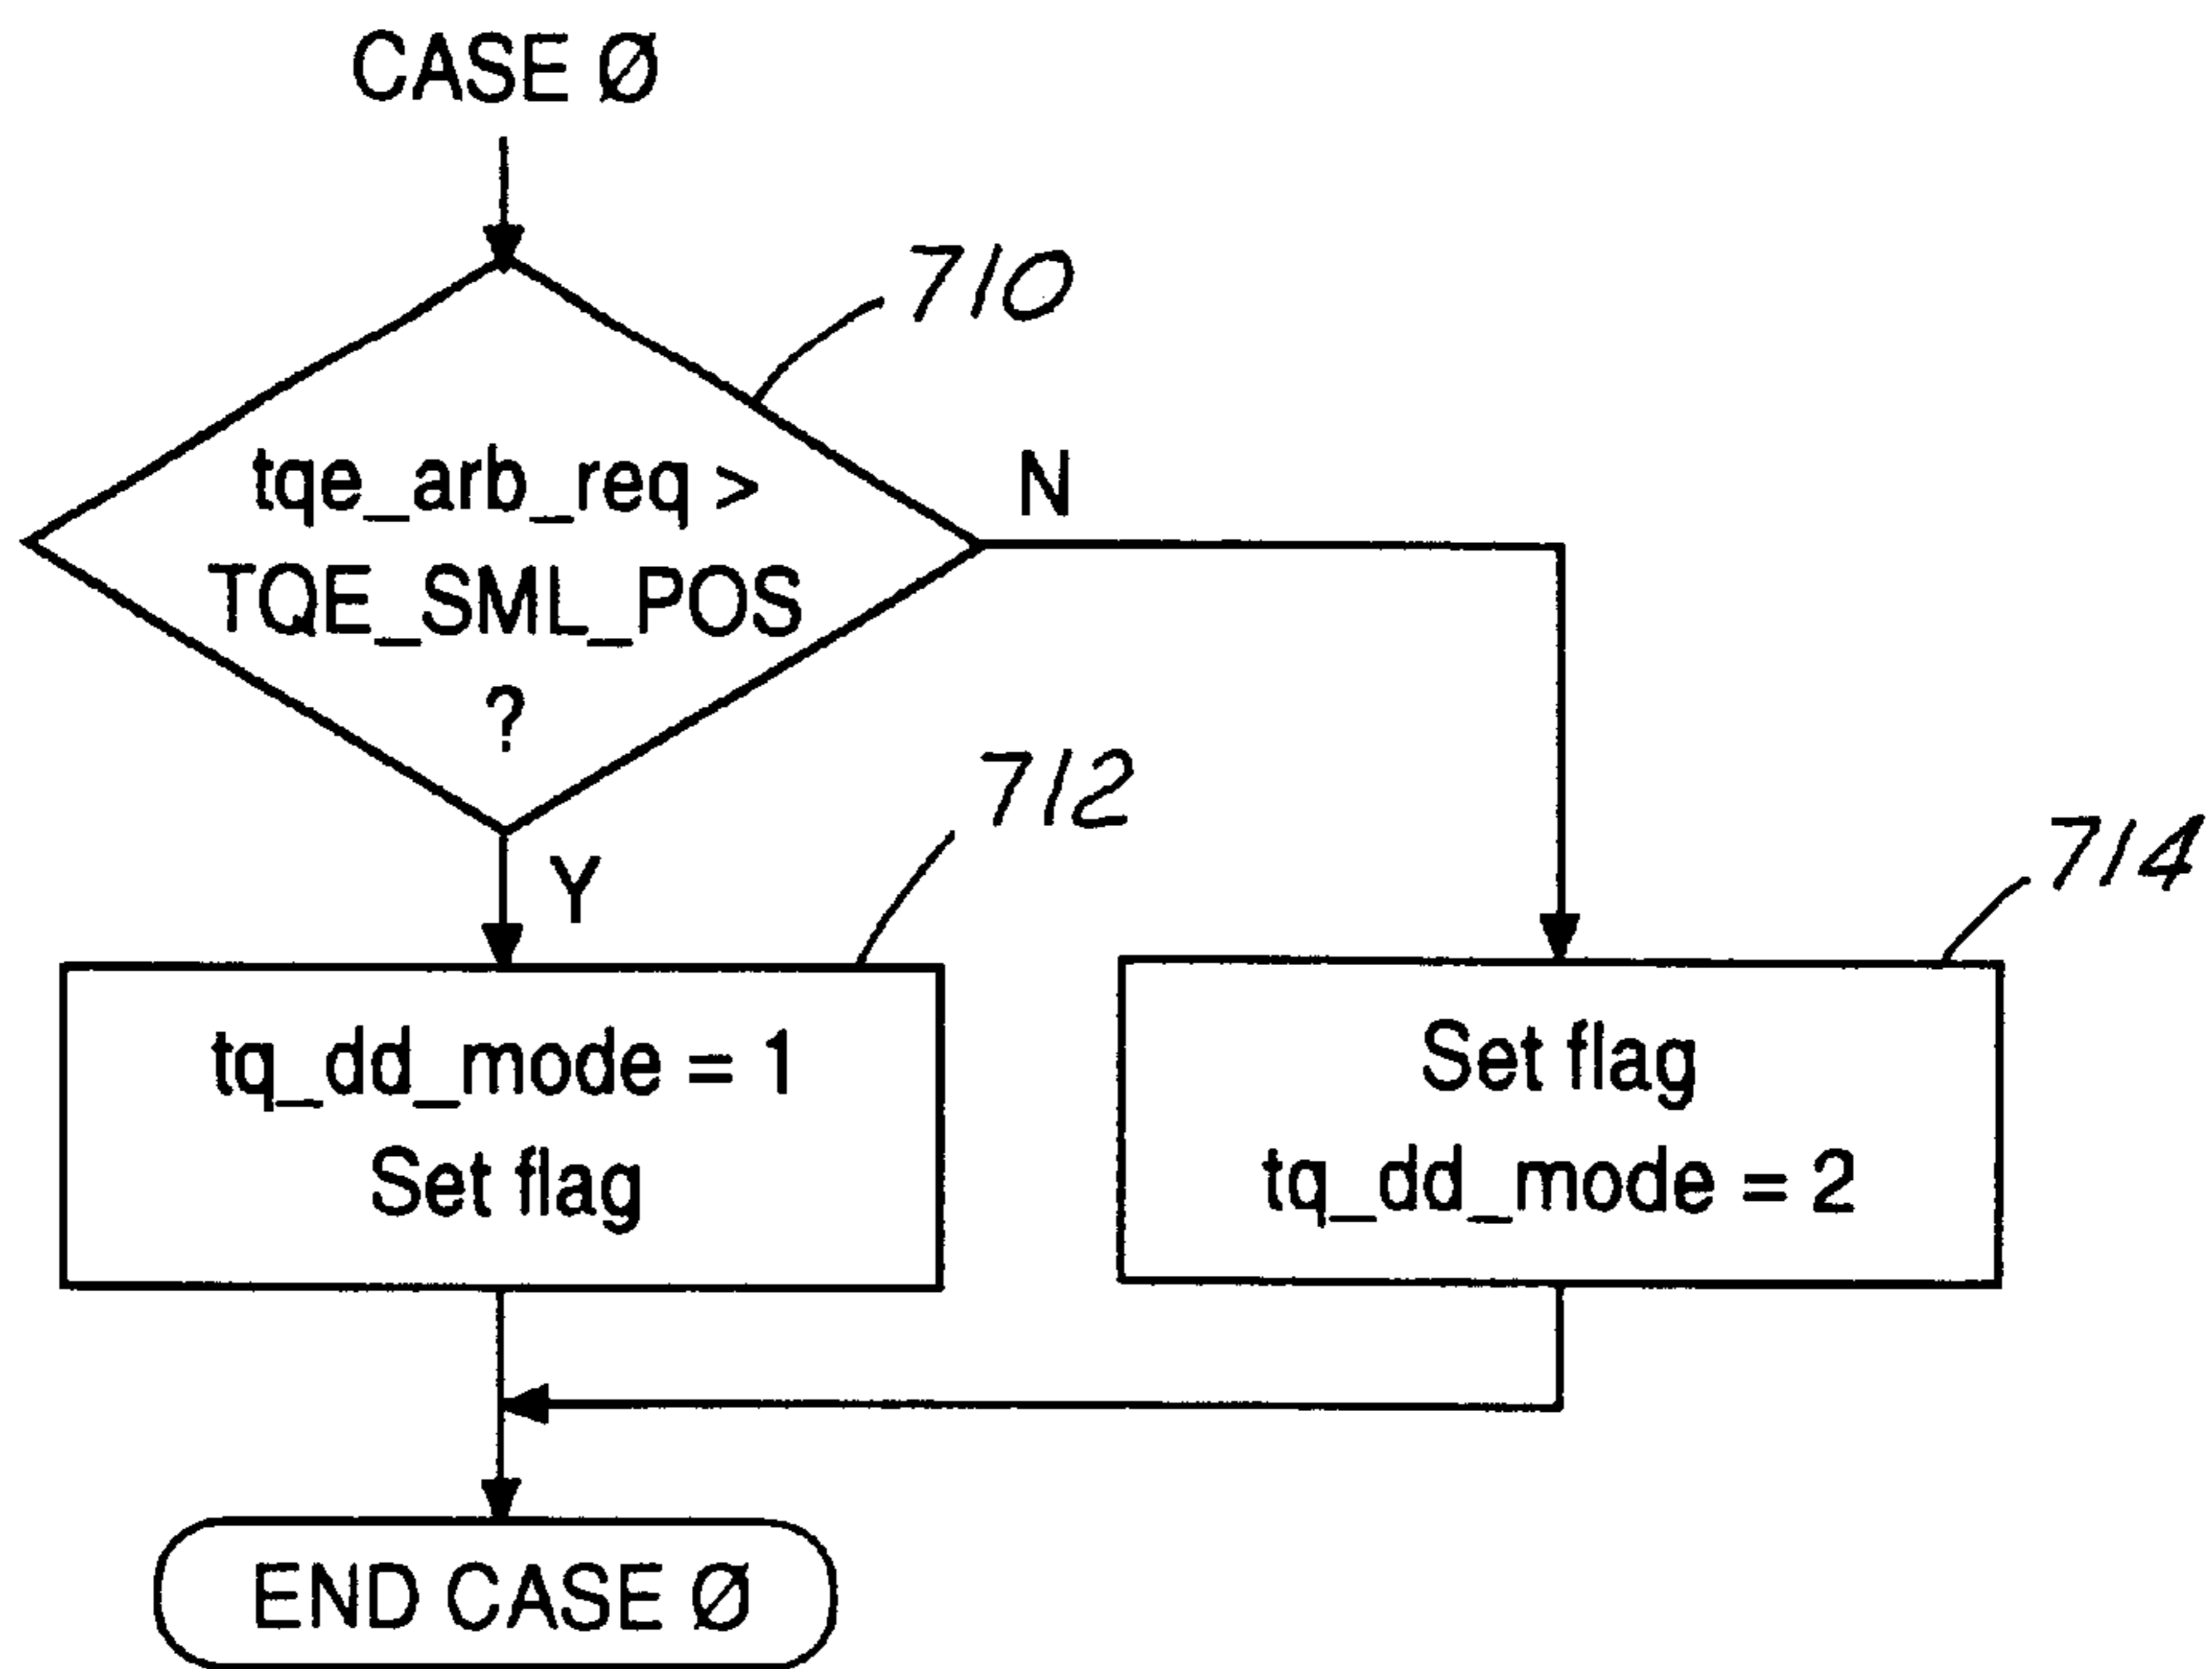 CASE Ø
710
tqe_arb_req >
TQE_SML_POS
?
N
Y
712
714
tq_dd_mode = 1
Set flag
Set flag
tq_dd_mode = 2
END CASE Ø